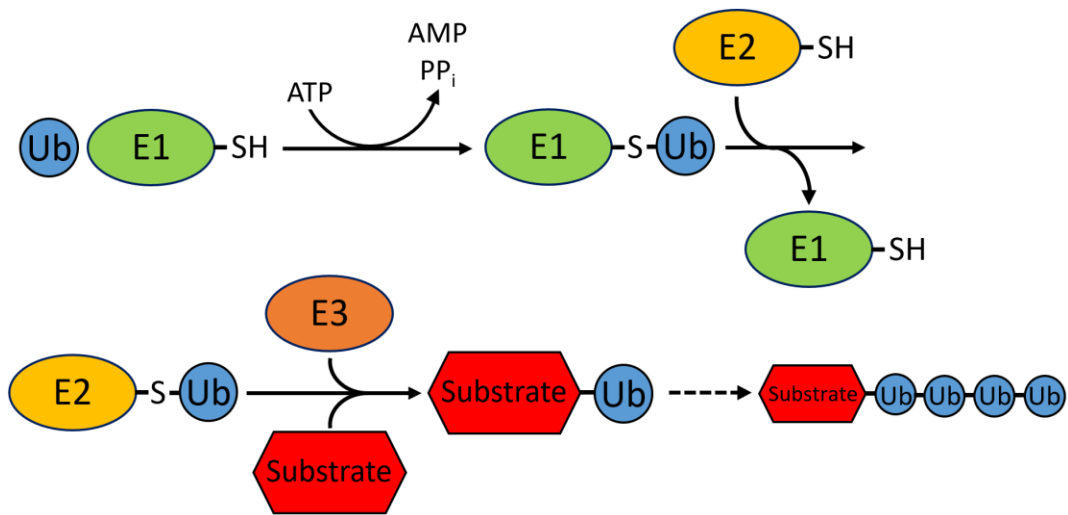 AMP
PPi
ATP
E2 SH
Ub E1 SH
E1 S Ub
E1 SH
E3
E2 S Ub
Substrate
Substrate Ub
Substrate Ub Ub Ub Ub